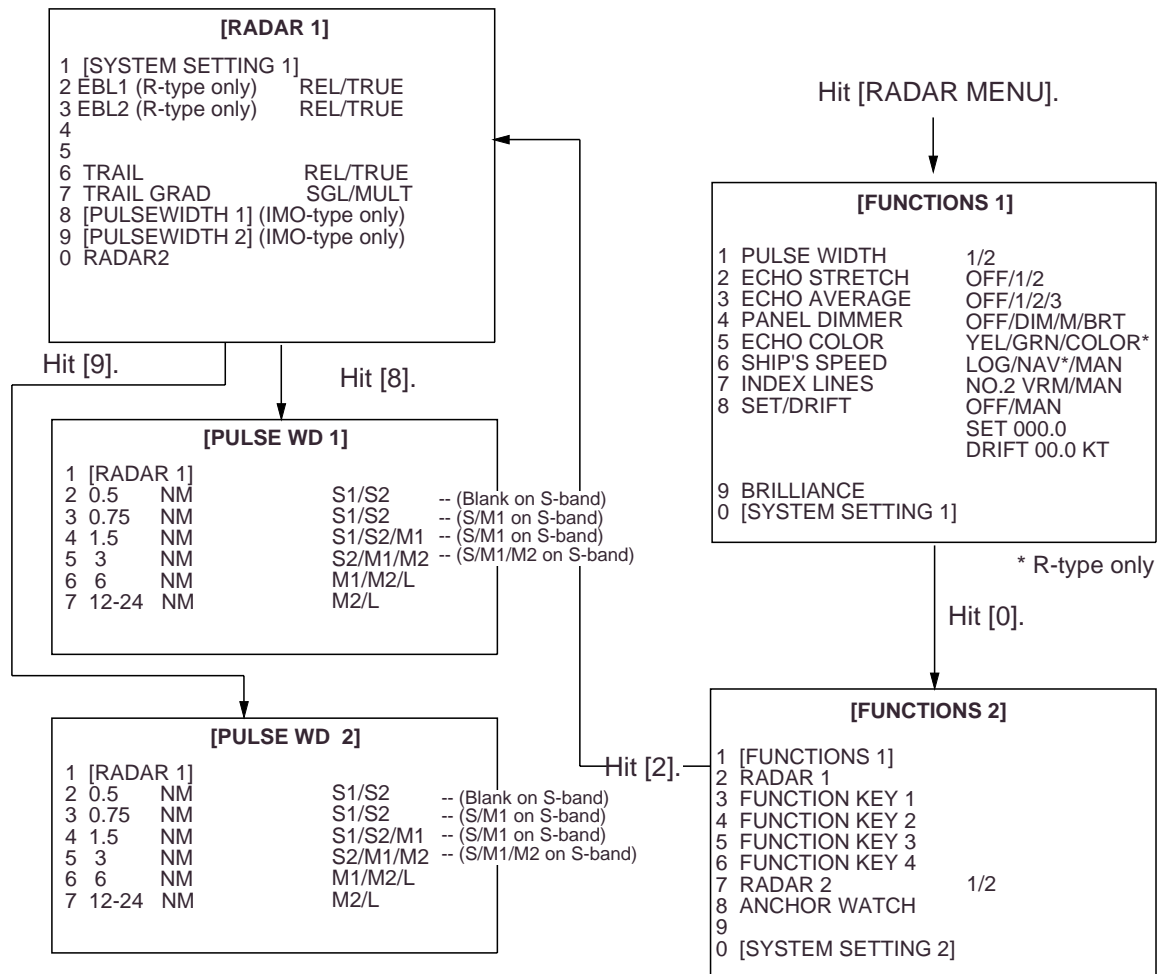 [RADAR 1]
1 [SYSTEM SETTING 1]
2 EBL1 (R-type only) REL/TRUE
3 EBL2 (R-type only) REL/TRUE
4
5
6 TRAIL REL/TRUE
7 TRAIL GRAD SGL/MULT
8 [PULSEWIDTH 1] (IMO-type only)
9 [PULSEWIDTH 2] (IMO-type only)
0 RADAR2
Hit [9].
Hit [8].
[PULSE WD 1]
1 [RADAR 1]
2 0.5 NM S1/S2 -- (Blank on S-band)
3 0.75 NM S1/S2 -- (S/M1 on S-band)
4 1.5 NM S1/S2/M1 -- (S/M1 on S-band)
5 3 NM S2/M1/M2 -- (S/M1/M2 on S-band)
6 6 NM M1/M2/L
7 12-24 NM M2/L
[PULSE WD 2]
1 [RADAR 1]
2 0.5 NM S1/S2 -- (Blank on S-band)
3 0.75 NM S1/S2 -- (S/M1 on S-band)
4 1.5 NM S1/S2/M1 -- (S/M1 on S-band)
5 3 NM S2/M1/M2 -- (S/M1/M2 on S-band)
6 6 NM M1/M2/L
7 12-24 NM M2/L
Hit [RADAR MENU].
[FUNCTIONS 1]
1 PULSE WIDTH 1/2
2 ECHO STRETCH OFF/1/2
3 ECHO AVERAGE OFF/1/2/3
4 PANEL DIMMER OFF/DIM/M/BRT
5 ECHO COLOR YEL/GRN/COLOR*
6 SHIP'S SPEED LOG/NAV*/MAN
7 INDEX LINES NO.2 VRM/MAN
8 SET/DRIFT OFF/MAN
SET 000.0
DRIFT 00.0 KT
9 BRILLIANCE
0 [SYSTEM SETTING 1]
* R-type only
Hit [0].
[FUNCTIONS 2]
Hit [2].
1 [FUNCTIONS 1]
2 RADAR 1
3 FUNCTION KEY 1
4 FUNCTION KEY 2
5 FUNCTION KEY 3
6 FUNCTION KEY 4
7 RADAR 2 1/2
8 ANCHOR WATCH
9
0 [SYSTEM SETTING 2]